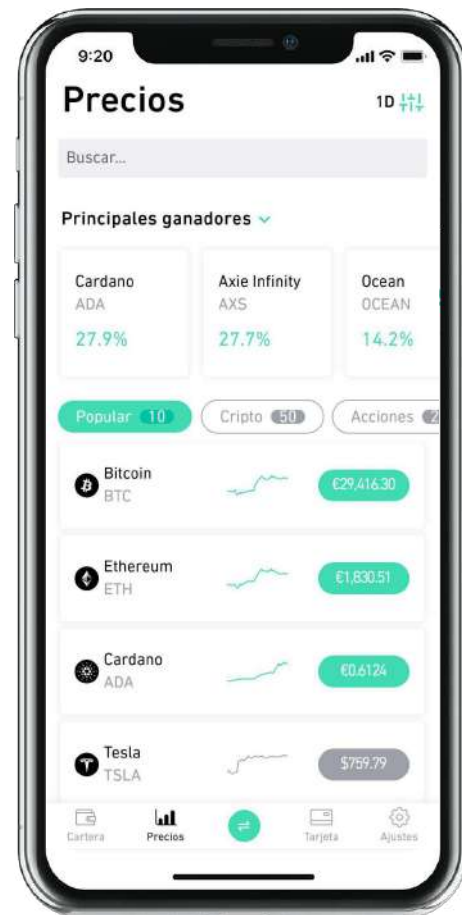 9:20
Precios
1D
Buscar...
Principales ganadores
Cardano
ADA
27.9%
Axie Infinity
AXS
27.7%
Ocean
OCEAN
14.2%
Popular 10
Cripto 50
Acciones
Bitcoin
BTC
€29,416.30
Ethereum
ETH
€1,830.51
Cardano
ADA
€0.6124
Tesla
TSLA
$759.79
Cartera
Precios
Tarjeta
Ajustes